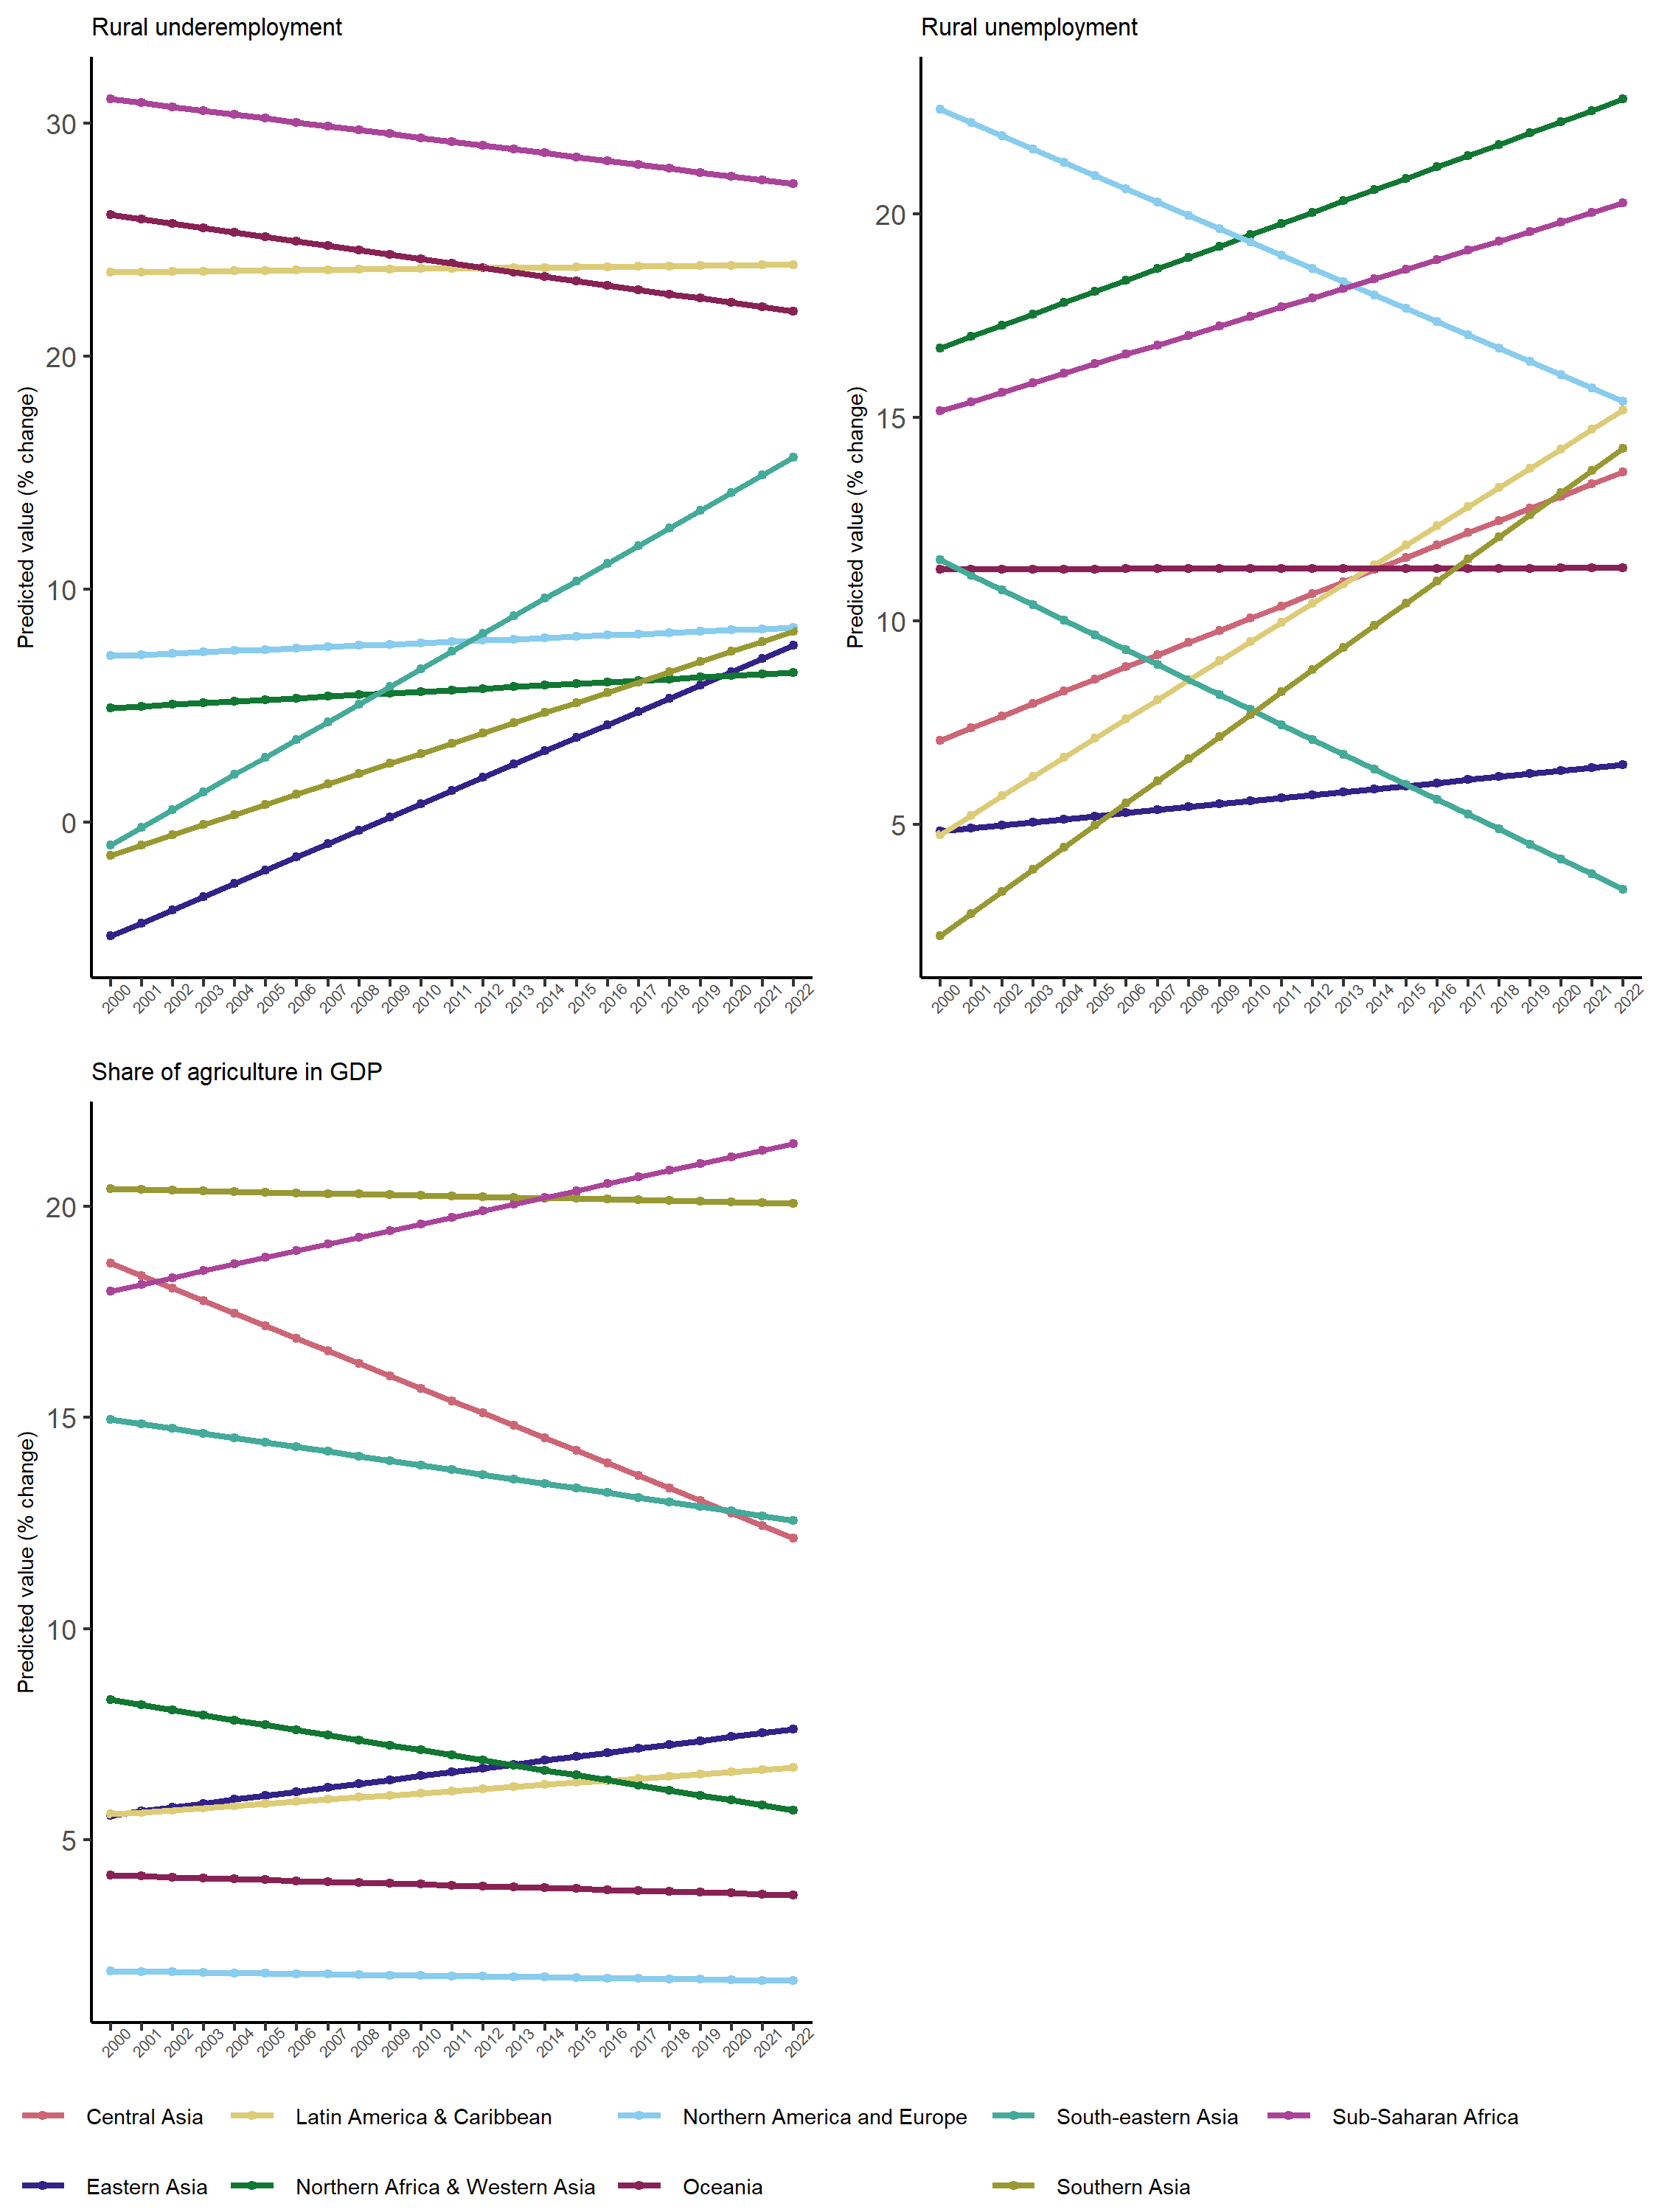 Rural underemployment
Rural unemployment
Predicted value (% change)
30
20
10
0
Predicted value (% change)
20
15
10
5
2000 2001 2002 2003 2004 2005 2006 2007 2008 2009 2010 2011 2012 2013 2014 2015 2016 2017 2018 2019 2020 2021 2022
2000 2001 2002 2003 2004 2005 2006 2007 2008 2009 2010 2011 2012 2013 2014 2015 2016 2017 2018 2019 2020 2021 2022
Share of agriculture in GDP
Predicted value (% change)
20
15
10
5
2000 2001 2002 2003 2004 2005 2006 2007 2008 2009 2010 2011 2012 2013 2014 2015 2016 2017 2018 2019 2020 2021 2022
Central Asia Latin America & Caribbean Northern America and Europe South-eastern Asia Sub-Saharan Africa
Eastern Asia Northern Africa & Western Asia Oceania Southern Asia